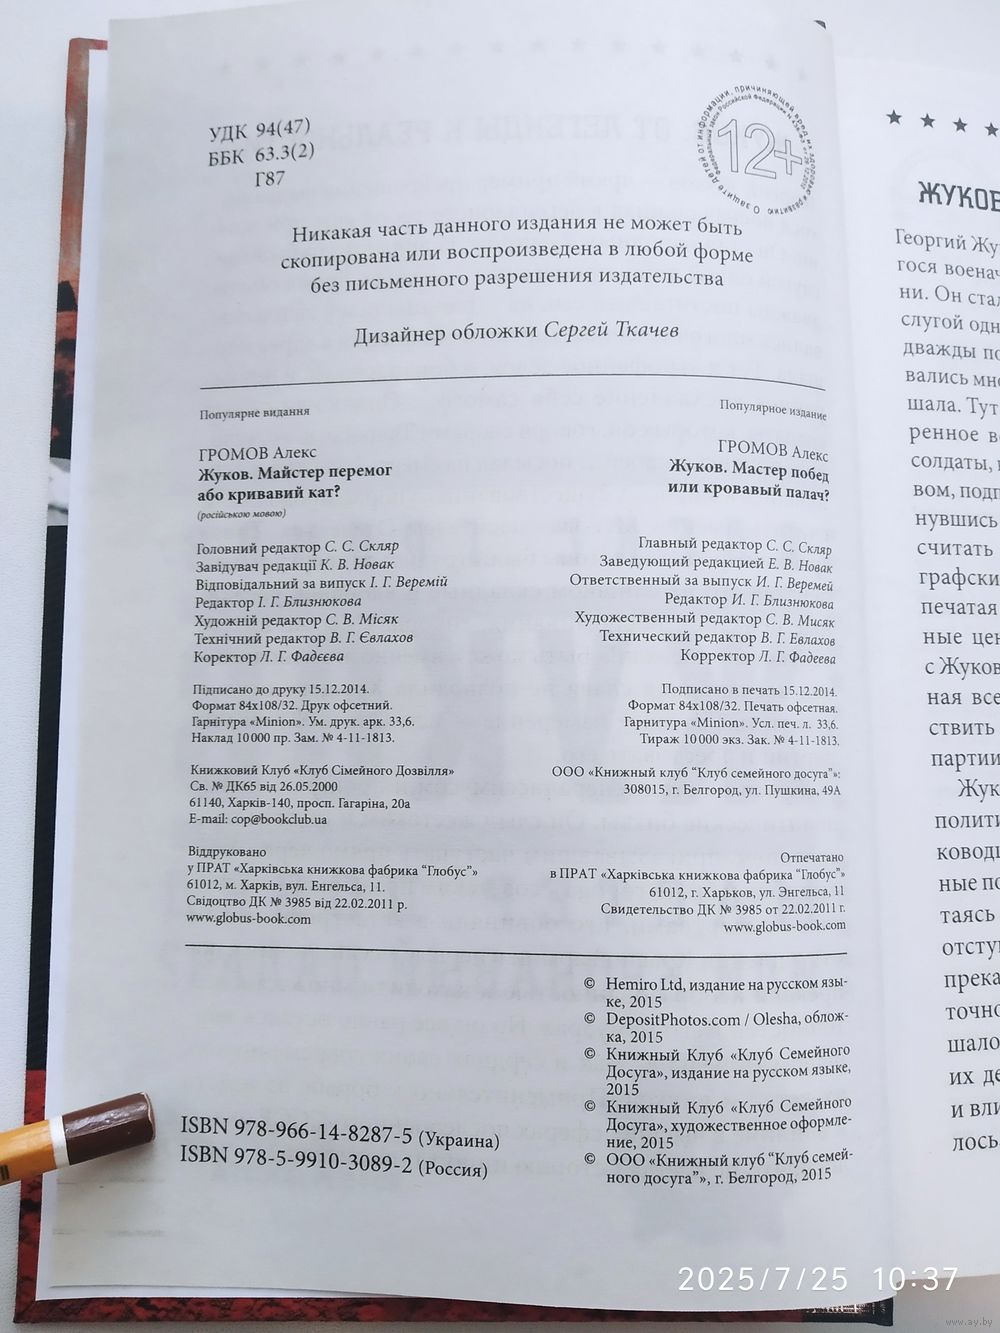 УДК 94(47)
ББК 63.3(2)
Г87
12+
Никакая часть данного издания не может быть
скопирована или воспроизведена в любой форме
без письменного разрешения издательства
Дизайнер обложки Сергей Ткачев
Популярне видання
ГРОМОВ Алекс
Жуков. Майстер перемог
або кривавий кат?
(російською мовою)
Головний редактор С. С. Скляр
Завідувач редакції К. В. Новак
Відповідальний за випуск І. Г. Веремій
Редактор І. Г. Близнюкова
Художній редактор С. В. Місяк
Технічний редактор В. Г. Євлахов
Коректор Л. Г. Фадєєва
Підписано до друку 15.12.2014.
Формат 84x108/32. Друк офсетний.
Гарнітура «Minion». Ум. друк. арк. 33,6.
Наклад 10 000 пр. Зам. № 4-11-1813.
Книжковий Клуб «Клуб Сімейного Дозвілля»
Св. № ДК65 від 26.05.2000
61140, Харків-140, просп. Гагаріна, 20а
E-mail: cop@bookclub.ua
Віддруковано
у ПРАТ «Харківська книжкова фабрика “Глобус”»
61012, м. Харків, вул. Енгельса, 11.
Свідоцтво ДК № 3985 від 22.02.2011 р.
www.globus-book.com
Популярное издание
ГРОМОВ Алекс
Жуков. Мастер побед
или кровавый палач?
Главный редактор С. С. Скляр
Заведующий редакцией Е. В. Новак
Ответственный за выпуск И. Г. Веремей
Редактор И. Г. Близнюкова
Художественный редактор С. В. Мисяк
Технический редактор В. Г. Евлахов
Корректор Л. Г. Фадеева
Подписано в печать 15.12.2014.
Формат 84x108/32. Печать офсетная.
Гарнитура «Minion». Усл. печ. л. 33,6.
Тираж 10 000 экз. Зак. № 4-11-1813.
ООО «Книжный клуб “Клуб семейного досуга”»:
308015, г. Белгород, ул. Пушкина, 49А
Отпечатано
в ПРАТ «Харківська книжкова фабрика “Глобус”»
61012, г. Харьков, ул. Энгельса, 11
Свидетельство ДК № 3985 от 22.02.2011 г.
www.globus-book.com
© Hemiro Ltd, издание на русском язы-
ке, 2015
© DepositPhotos.com / Olesha, облож-
ка, 2015
© Книжный Клуб «Клуб Семейного
Досуга», издание на русском языке,
2015
© Книжный Клуб «Клуб Семейного
Досуга», художественное оформле-
ние, 2015
© ООО «Книжный клуб “Клуб семей-
ного досуга”», г. Белгород, 2015
ISBN 978-966-14-8287-5 (Украина)
ISBN 978-5-9910-3089-2 (Россия)
ЖУКОВ
Георгий Жу
гося военач
ни. Он стал
слугой одн
дважды по
вались мно
шала. Тут
ренное в
солдаты,
вом, подп
нувшись
считать
графски
печатая
ные цен
с Жуков
ная все
ствить
партии
Жук
полити
ководи
ные по
таясь
отступ
прека
точно
шало
их де
и вли
лось.
2025/7/25 10:37
www.ay.by